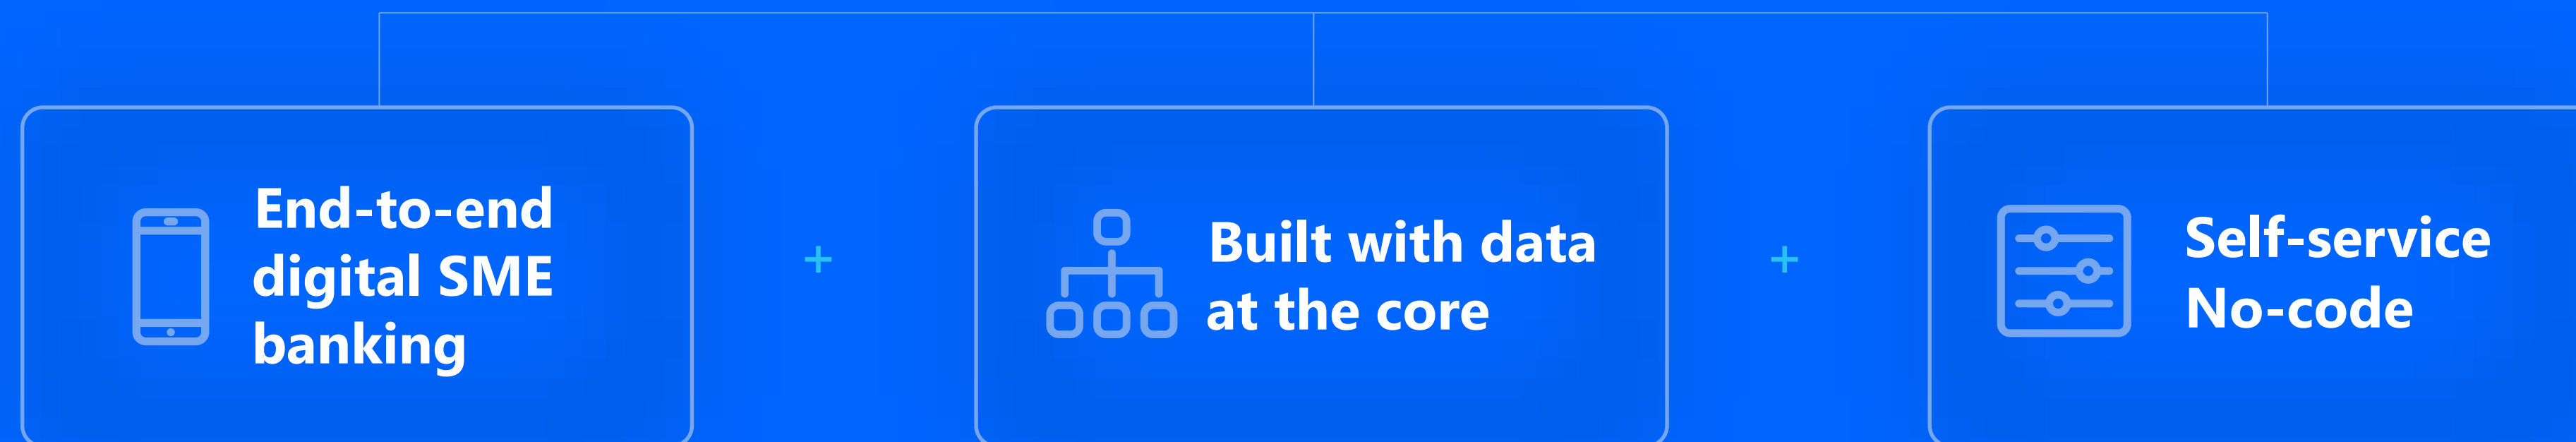 End-to-end
digital SME
banking
+
Built with data
at the core
+
Self-service
No-code